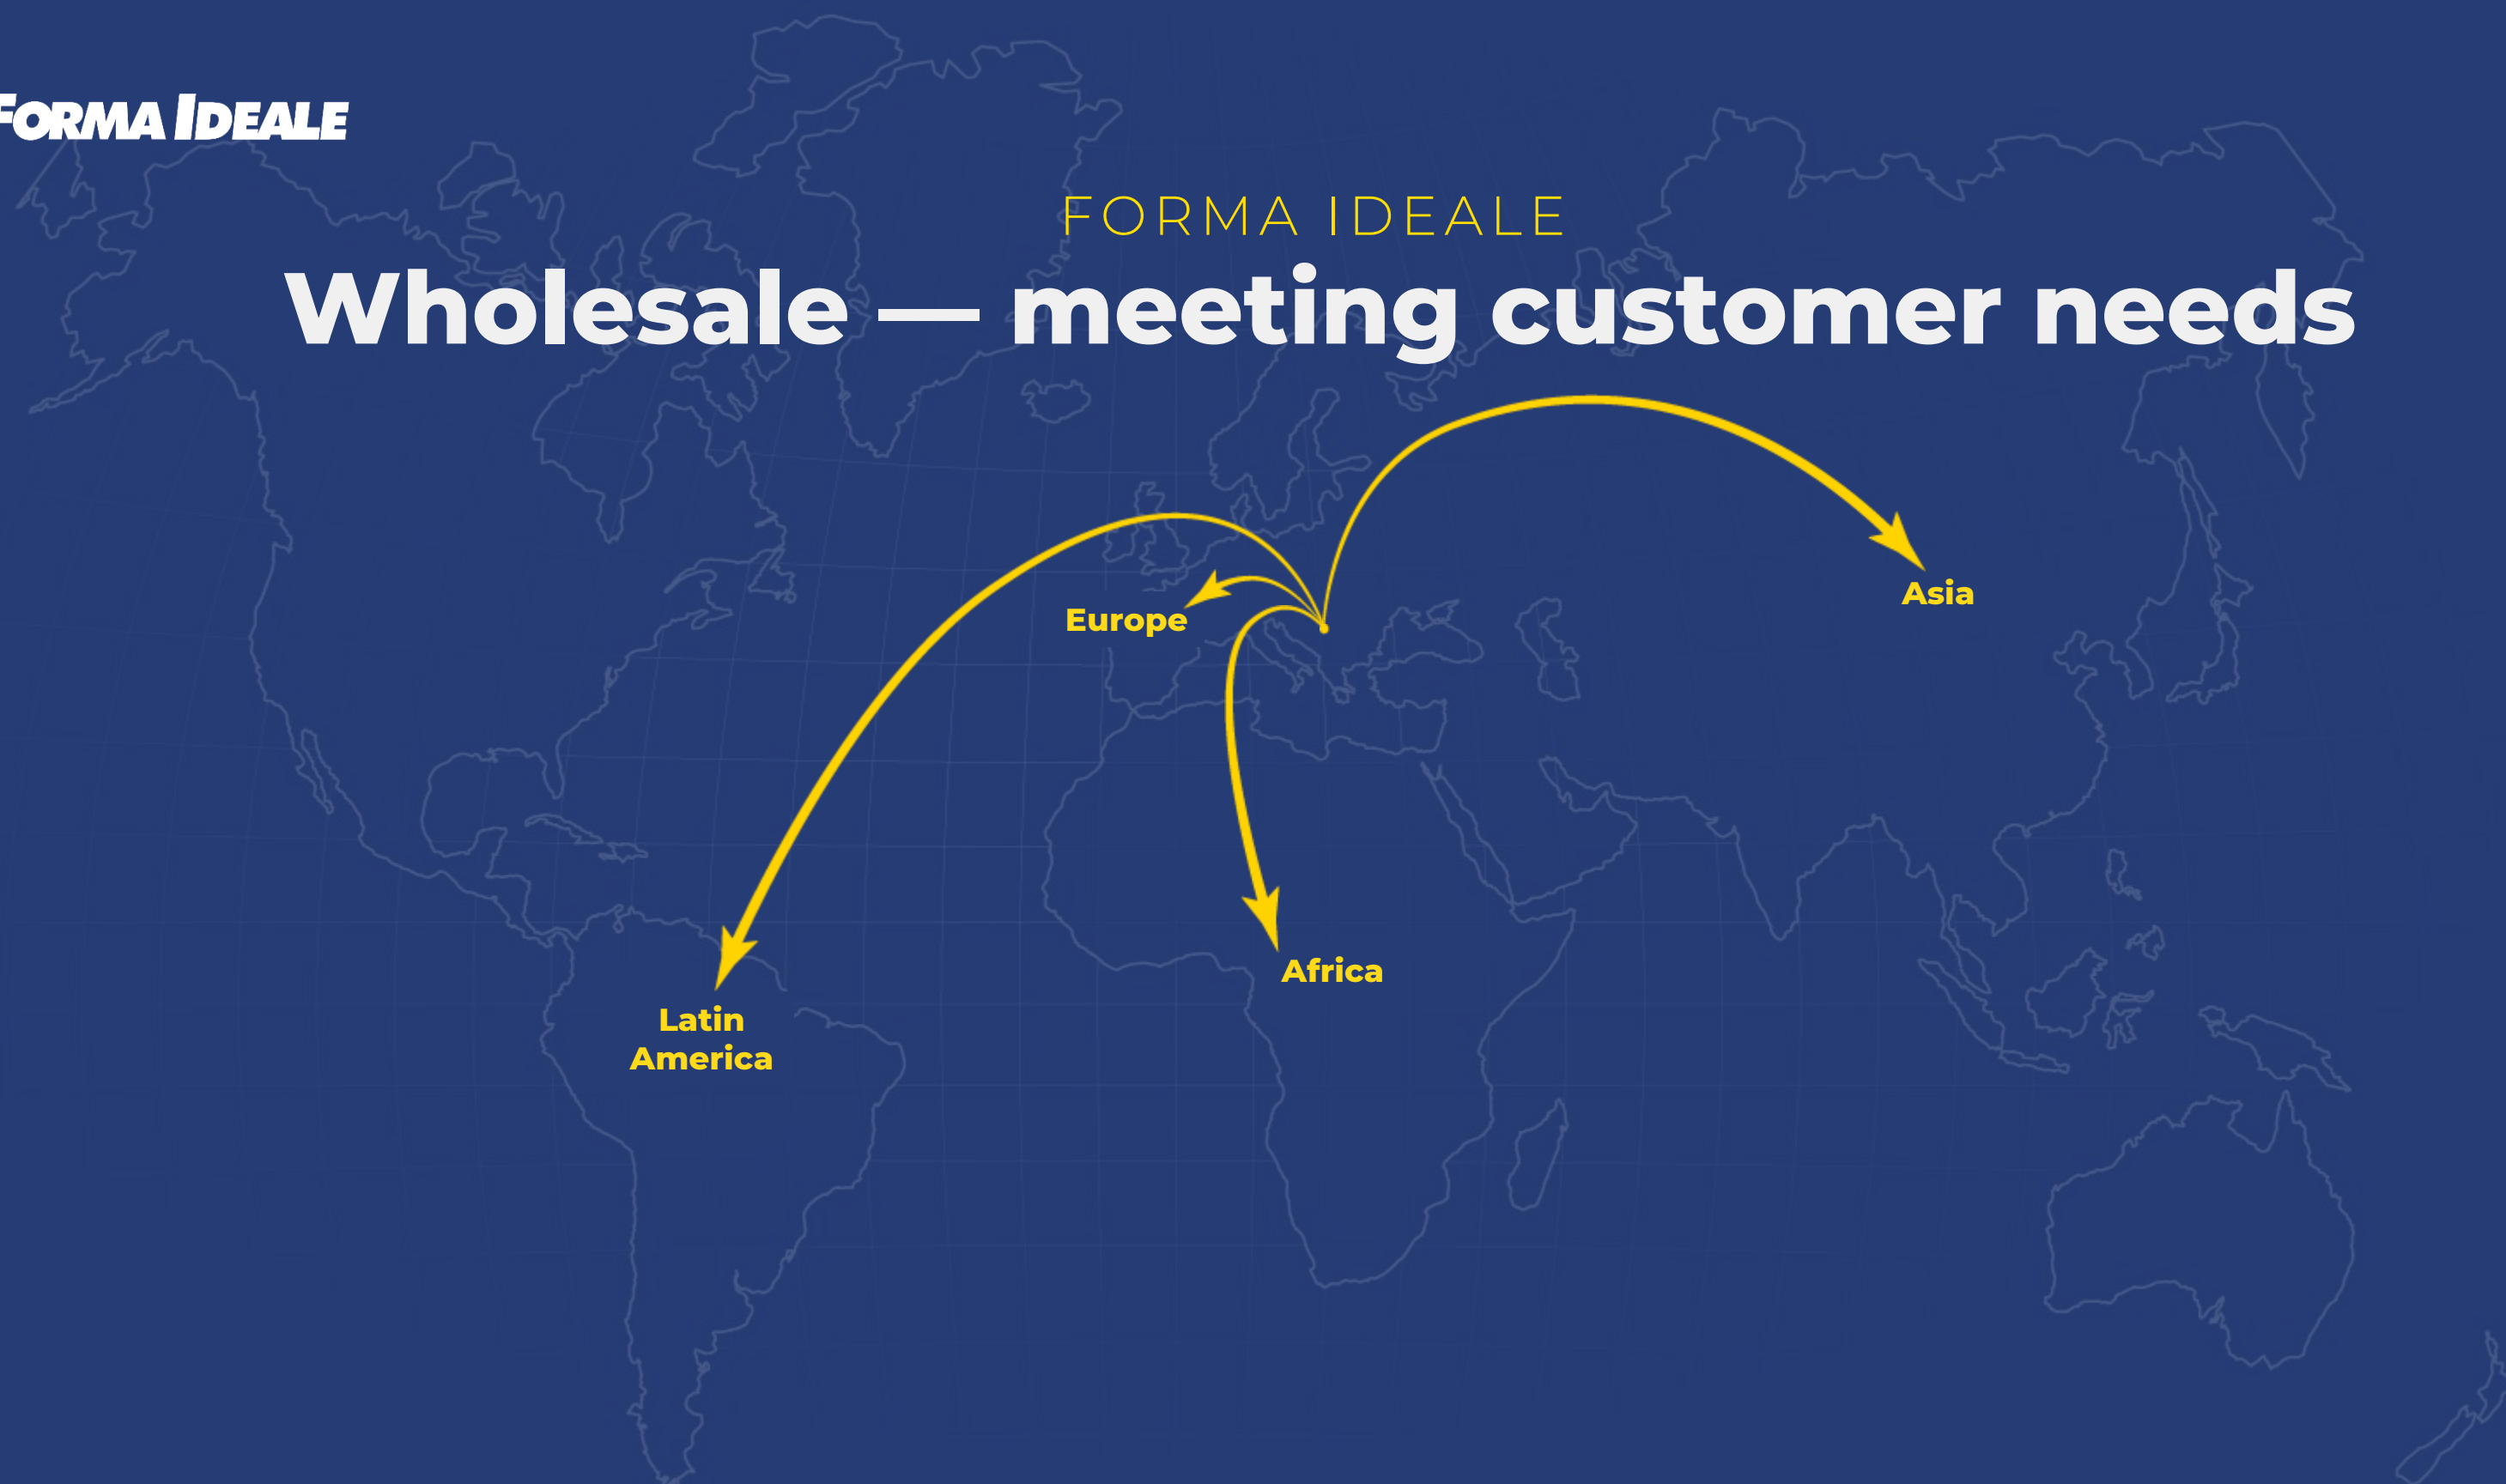 FORMA IDEALE
FORMA IDEALE
Wholesale — meeting customer needs
Asia
Europe
Africa
Latin
America